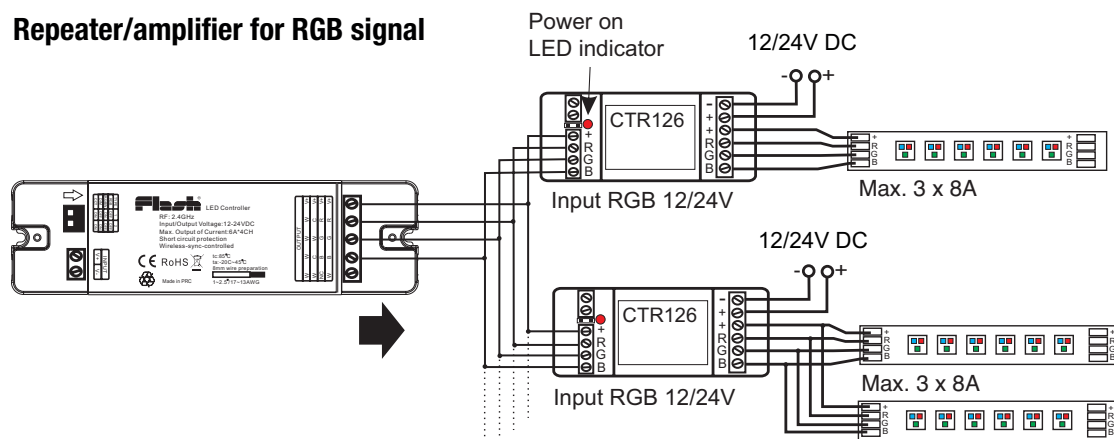 Repeater/amplifier for RGB signal
Power on
LED indicator
12/24V DC
- +
CTR126
+
R
G
B
-
+
+
R
G
B
+
R
G
B
+
R
G
B
Input RGB 12/24V
Max. 3 x 8A
Flash® LED Controller
RF: 2.4GHz
Input/Output Voltage:12-24VDC
Max. Output of Current:6A*4CH
Short circuit protection
Wireless-sync-controlled
CE RoHS
Made in PRC
INPUT
OUTPUT
12/24V DC
- +
CTR126
+
R
G
B
-
+
+
R
G
B
+
R
G
B
+
R
G
B
Input RGB 12/24V
Max. 3 x 8A
+
R
G
B
+
R
G
B